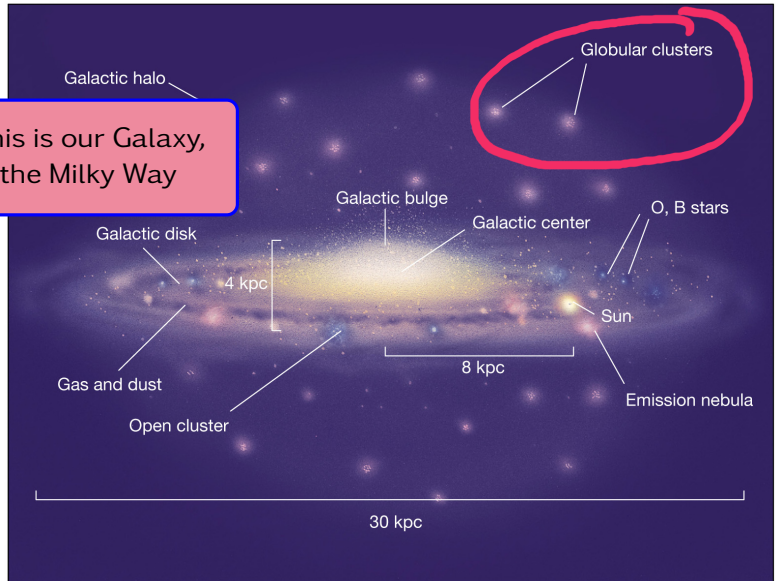 Globular clusters
Galactic halo
is is our Galaxy,
the Milky Way
Galactic bulge
O, B stars
Galactic center
Galactic disk
4 kpc
Sun
8 kpc
Gas and dust
Emission nebula
Open cluster
30 kpc